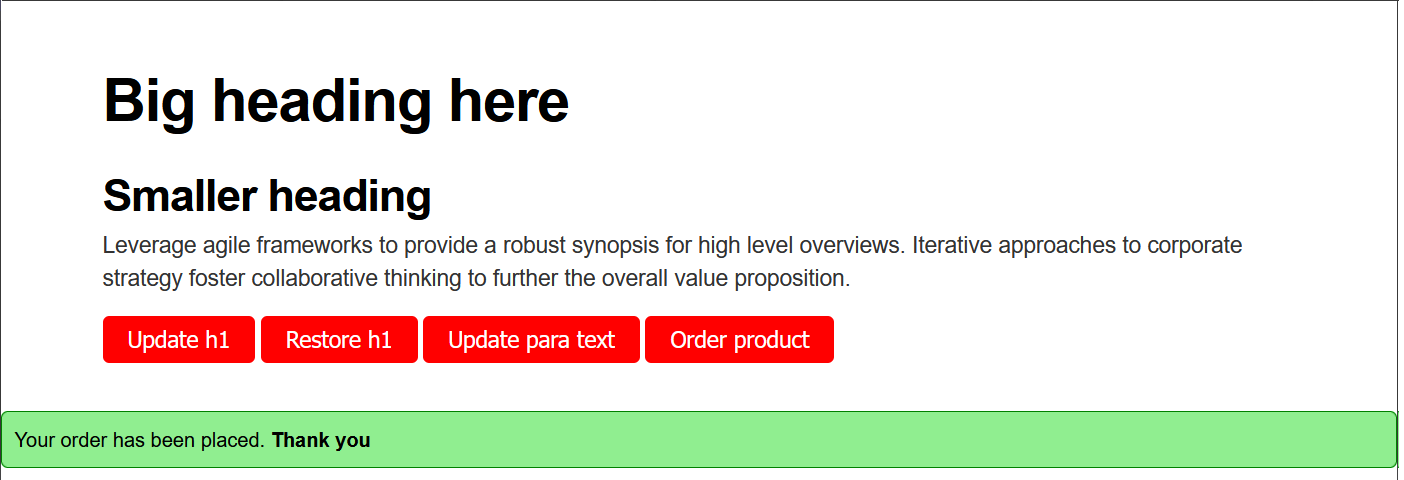 Big heading here
Smaller heading
Leverage agile frameworks to provide a robust synopsis for high level overviews. Iterative approaches to corporate
strategy foster collaborative thinking to further the overall value proposition.
Update h1 Restore h1 Update para text Order product
Your order has been placed. Thank you